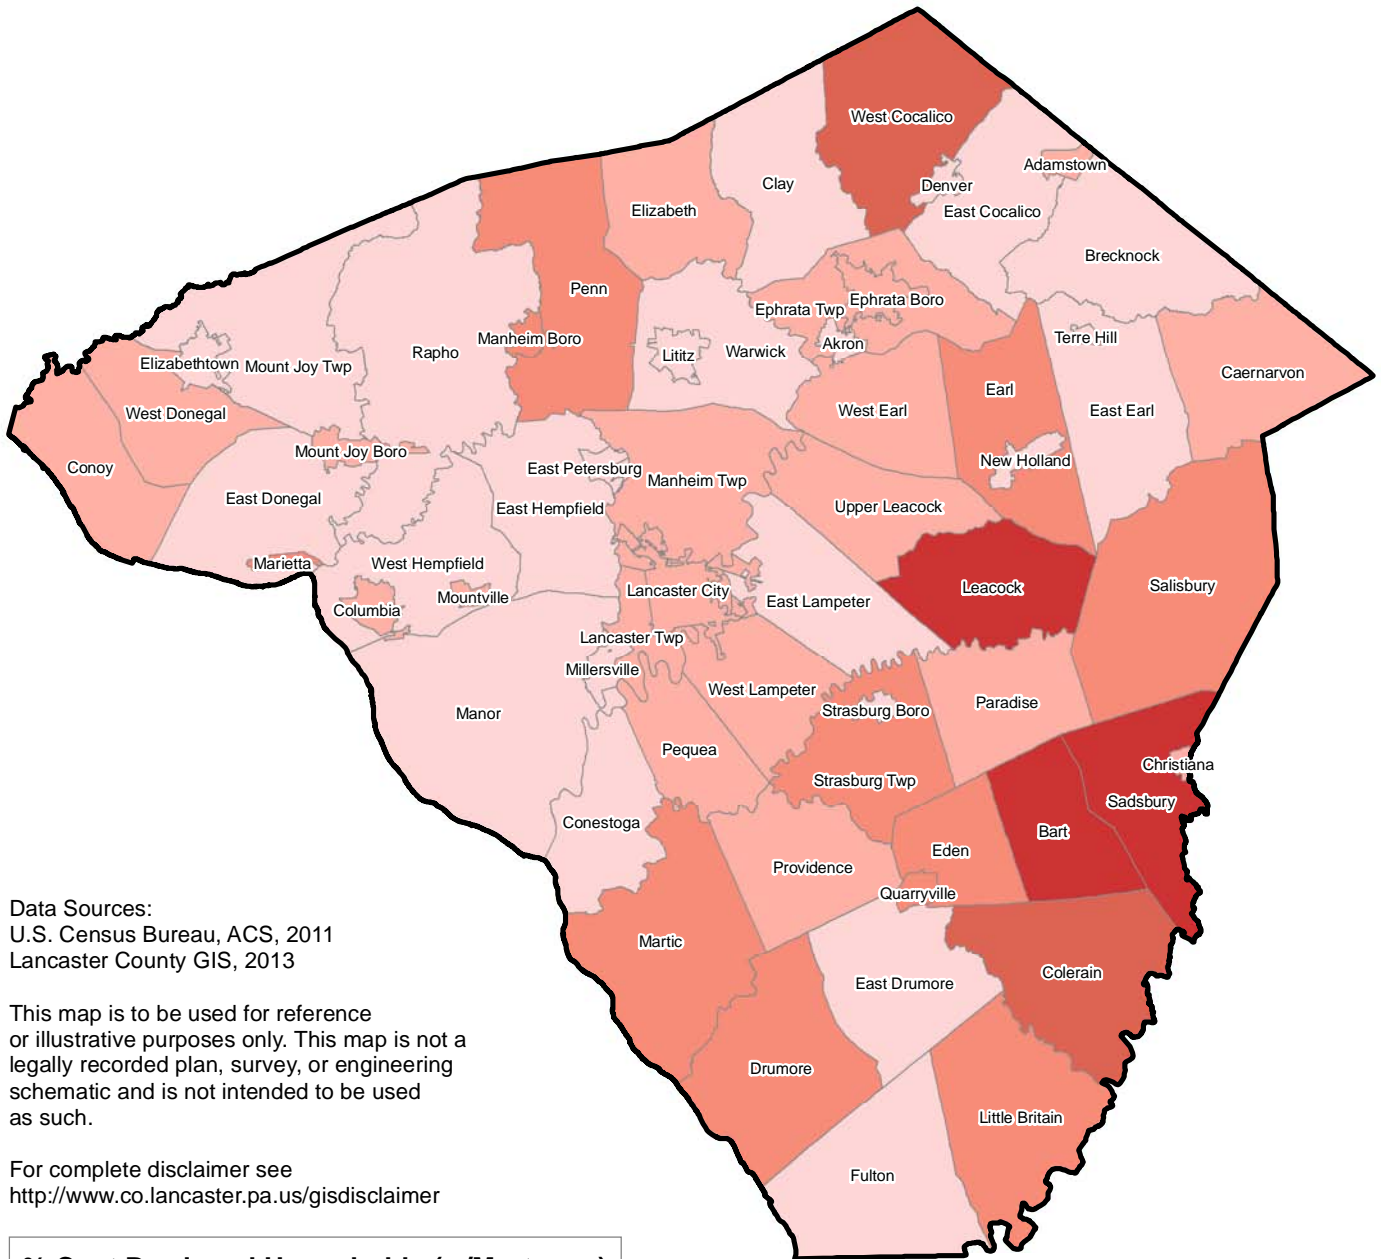 West Cocalico
Adamstown
Clay
Denver
Elizabeth
East Cocalico
Brecknock
Penn
Ephrata Twp
Ephrata Boro
Manheim Boro
Terre Hill
Akron
Rapho
Lititz
Warwick
Elizabethtown
Mount Joy Twp
Caernarvon
Earl
West Donegal
West Earl
East Earl
Mount Joy Boro
New Holland
Conoy
East Petersburg
Manheim Twp
East Donegal
East Hempfield
Upper Leacock
Marietta
West Hempfield
Leacock
Salisbury
Lancaster City
Mountville
East Lampeter
Columbia
Lancaster Twp
Millersville
West Lampeter
Paradise
Manor
Strasburg Boro
Pequea
Christiana
Strasburg Twp
Sadsbury
Conestoga
Bart
Eden
Providence
Quarryville
Martic
Colerain
East Drumore
Drumore
Little Britain
Fulton
Data Sources:
U.S. Census Bureau, ACS, 2011
Lancaster County GIS, 2013
This map is to be used for reference
or illustrative purposes only. This map is not a
legally recorded plan, survey, or engineering
schematic and is not intended to be used
as such.
For complete disclaimer see
http://www.co.lancaster.pa.us/gisdisclaimer